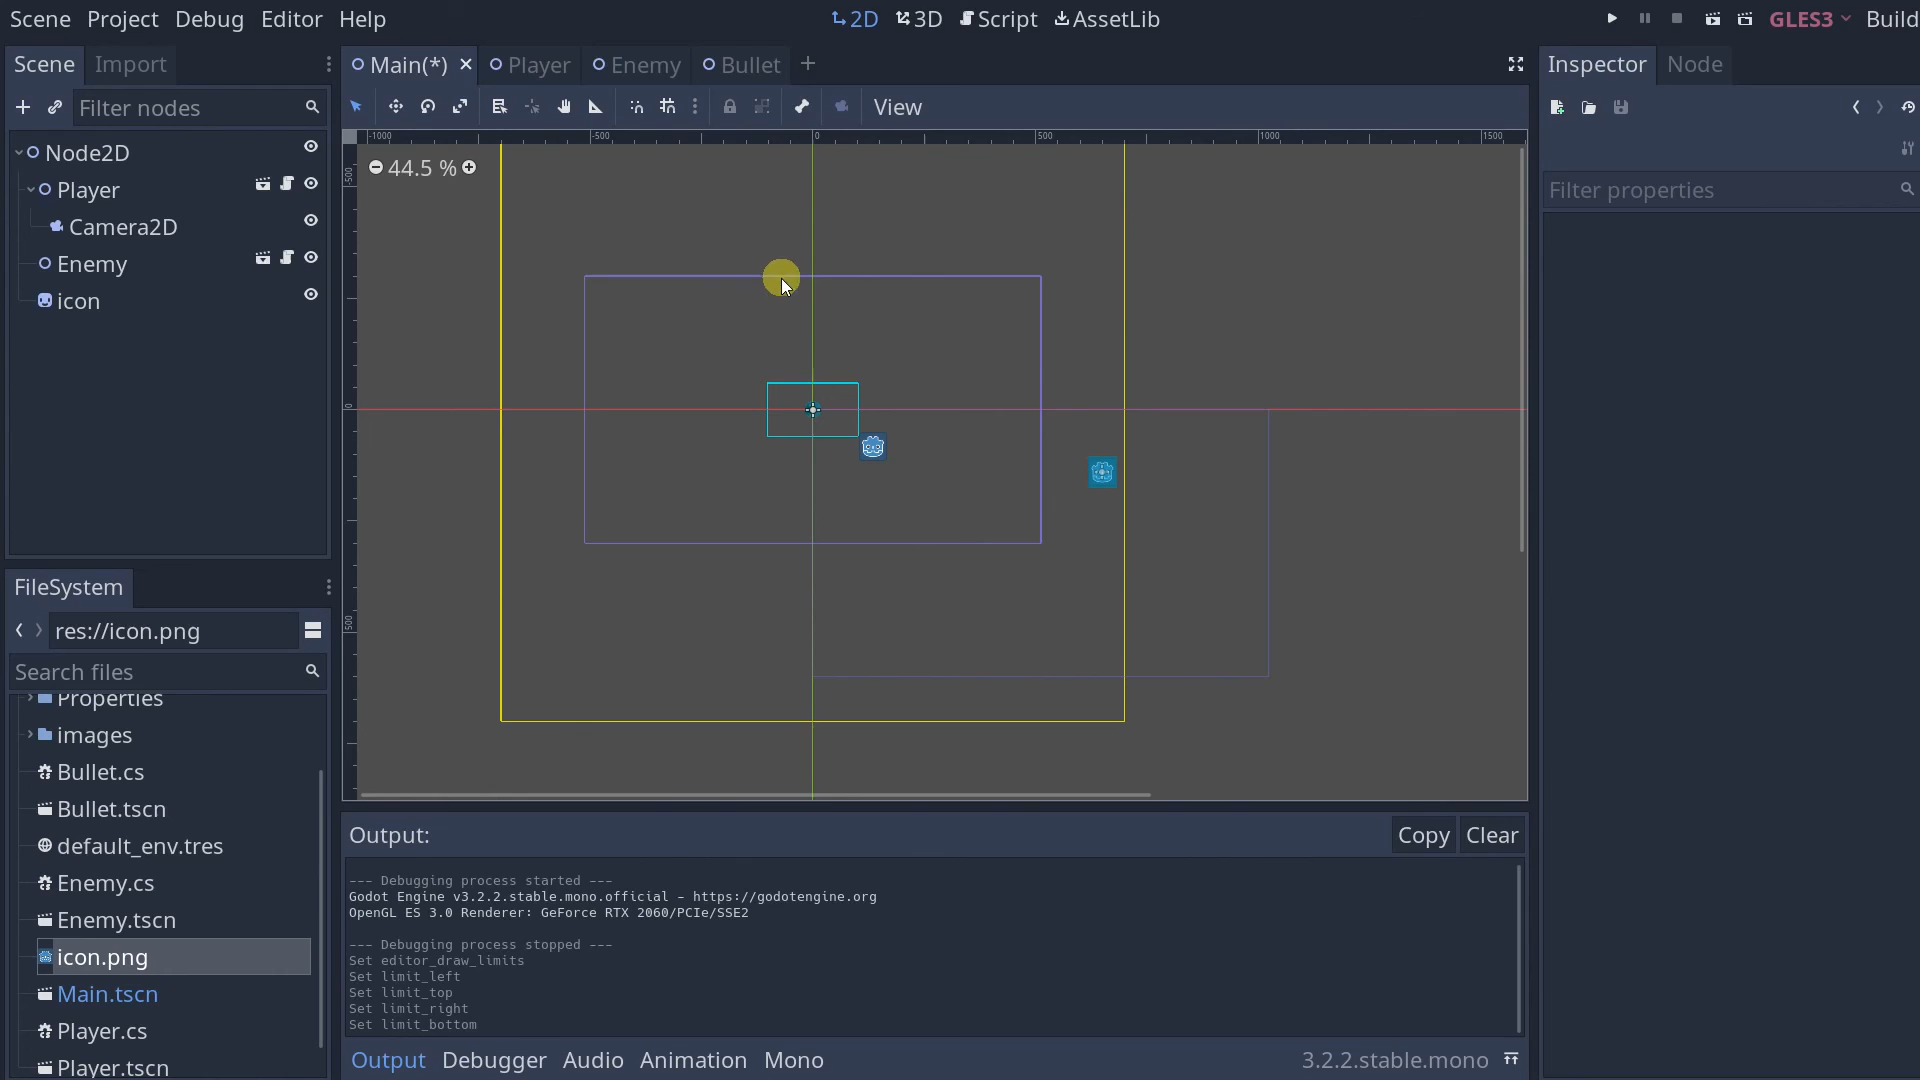 Scene Project Debug Editor Help
2D 3D Script AssetLib
GLES3 Build
Scene Import
Filter nodes
Node2D
Player
Camera2D
Enemy
icon
FileSystem
res://icon.png
Search files
Properties
images
Bullet.cs
Bullet.tscn
default_env.tres
Enemy.cs
Enemy.tscn
icon.png
Main.tscn
Player.cs
Player.tscn
Main(*) Player Enemy Bullet
View
-1000 -500 0 500 1000 1500
-500
0
500
44.5 %
Output:
Copy Clear
--- Debugging process started ---
Godot Engine v3.2.2.stable.mono.official - https://godotengine.org
OpenGL ES 3.0 Renderer: GeForce RTX 2060/PCIe/SSE2
--- Debugging process stopped ---
Set editor_draw_limits
Set limit_left
Set limit_top
Set limit_right
Set limit_bottom
Output Debugger Audio Animation Mono
3.2.2.stable.mono
Inspector Node
Filter properties